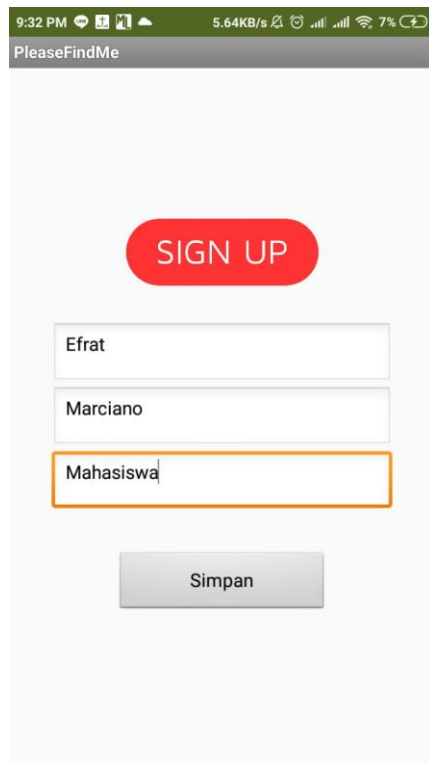 9:32 PM 5.64KB/s 7%
PleaseFindMe
SIGN UP
Efrat
Marciano
Mahasiswa
Simpan